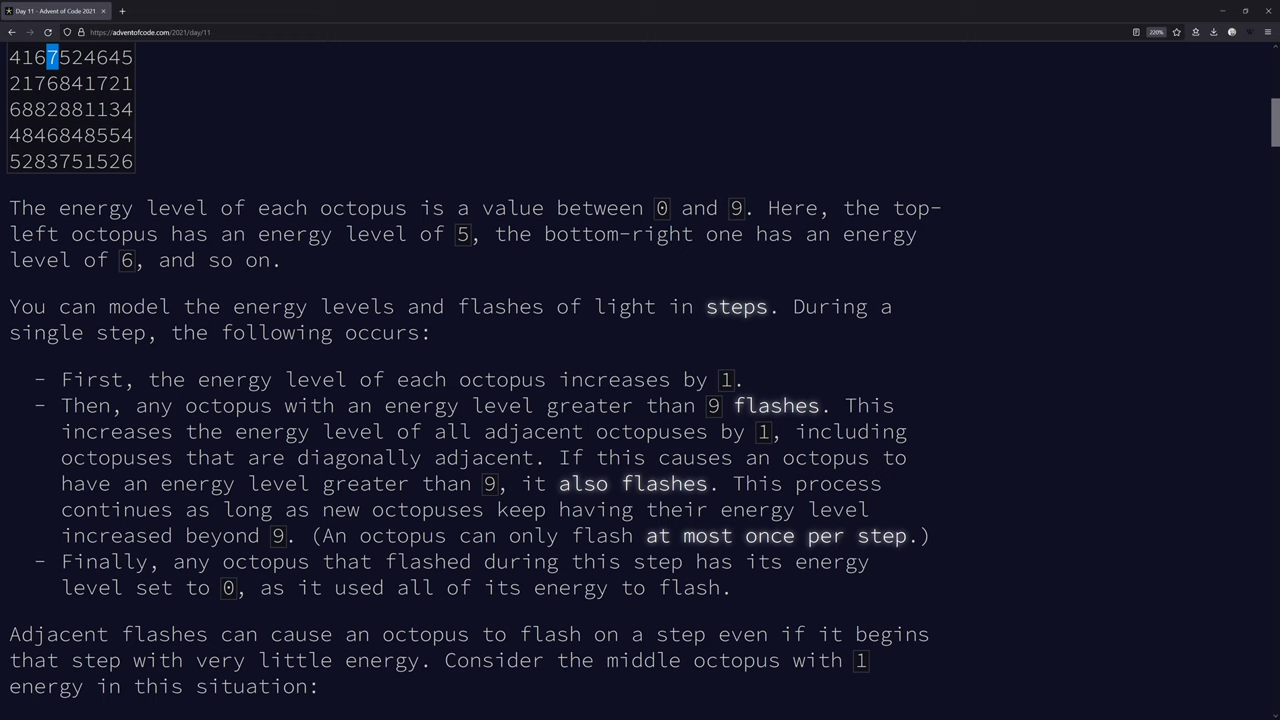 Day 11 - Advent of Code 2021
https://adventofcode.com/2021/day/11
220%
4167524645
2176841721
6882881134
4846848554
5283751526
The energy level of each octopus is a value between 0 and 9. Here, the top-
left octopus has an energy level of 5, the bottom-right one has an energy
level of 6, and so on.
You can model the energy levels and flashes of light in steps. During a
single step, the following occurs:
- First, the energy level of each octopus increases by 1.
- Then, any octopus with an energy level greater than 9 flashes. This
increases the energy level of all adjacent octopuses by 1, including
octopuses that are diagonally adjacent. If this causes an octopus to
have an energy level greater than 9, it also flashes. This process
continues as long as new octopuses keep having their energy level
increased beyond 9. (An octopus can only flash at most once per step.)
- Finally, any octopus that flashed during this step has its energy
level set to 0, as it used all of its energy to flash.
Adjacent flashes can cause an octopus to flash on a step even if it begins
that step with very little energy. Consider the middle octopus with 1
energy in this situation: